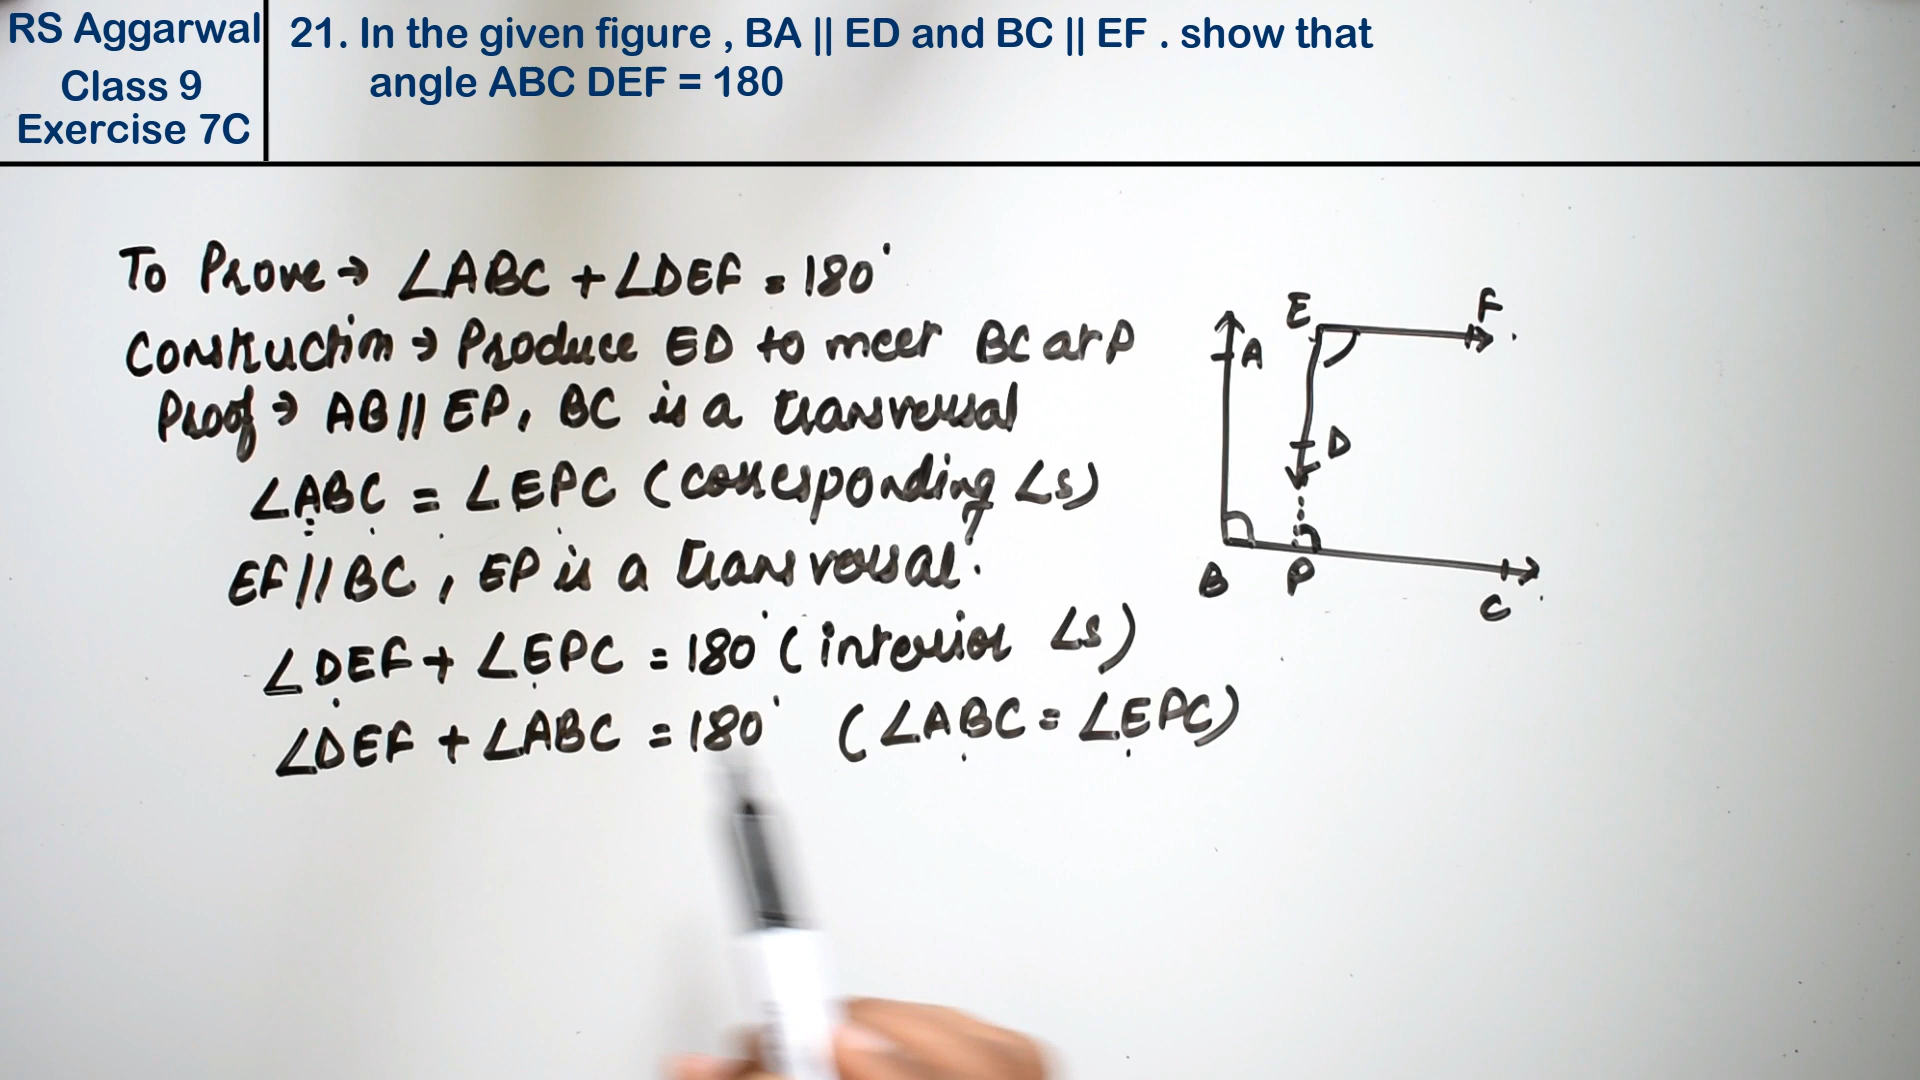 RS Aggarwal
Class 9
Exercise 7C
21. In the given figure , BA || ED and BC || EF . show that
angle ABC DEF = 180
To Prove → ∠ABC + ∠DEF = 180°
Construction → Produce ED to meet BC at P
Proof → AB || EP, BC is a transversal
∠ABC = ∠EPC (corresponding ∠s)
EF || BC, EP is a transversal.
∠DEF + ∠EPC = 180° (interior ∠s)
∠DEF + ∠ABC = 180° (∠ABC = ∠EPC)
E
F
A
D
B
P
C